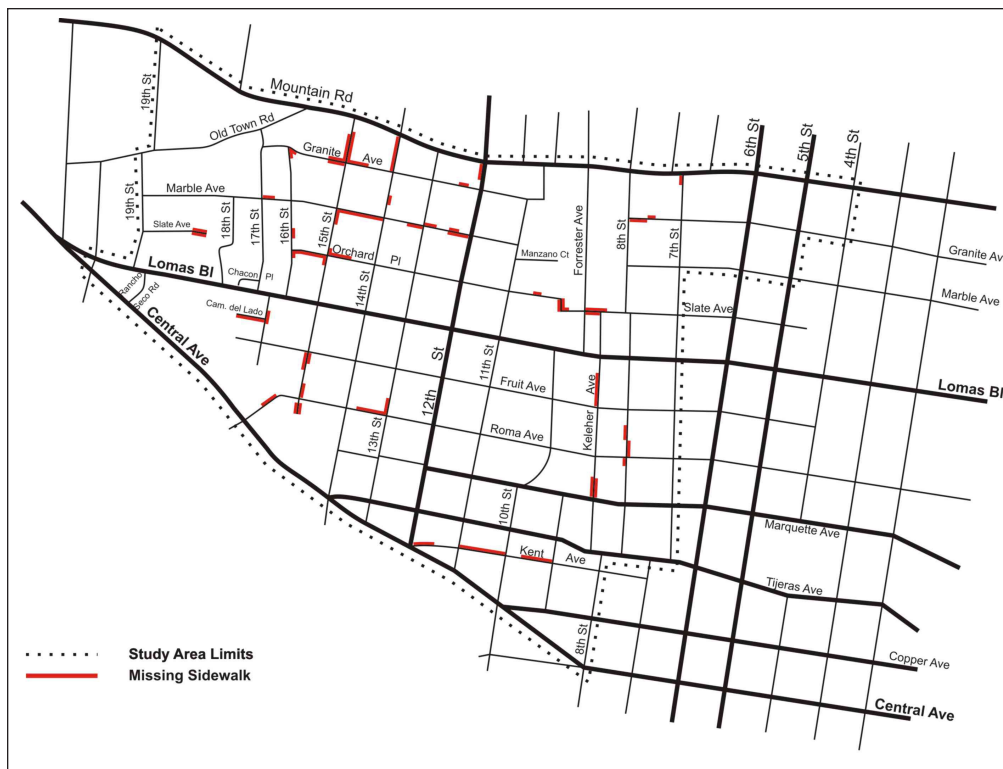 Mountain Rd
19th St
Old Town Rd
Granite
Ave
6th St
5th St
4th St
Marble Ave
19th St
Slate Ave
18th St
17th St
16th St
15th St
Orchard
Pl
Manzano Ct
Forrester Ave
8th St
7th St
Granite Av
Marble Ave
Lomas Bl
Chacon
Pl
Rancho
Seco Rd
Cam. del Lado
14th St
Slate Ave
Central Ave
12th
St
11th St
Fruit Ave
Keleher
Ave
Lomas Bl
13th St
Roma Ave
10th St
Marquette Ave
Kent
Ave
Tijeras Ave
8th St
Copper Ave
Central Ave
Study Area Limits
Missing Sidewalk